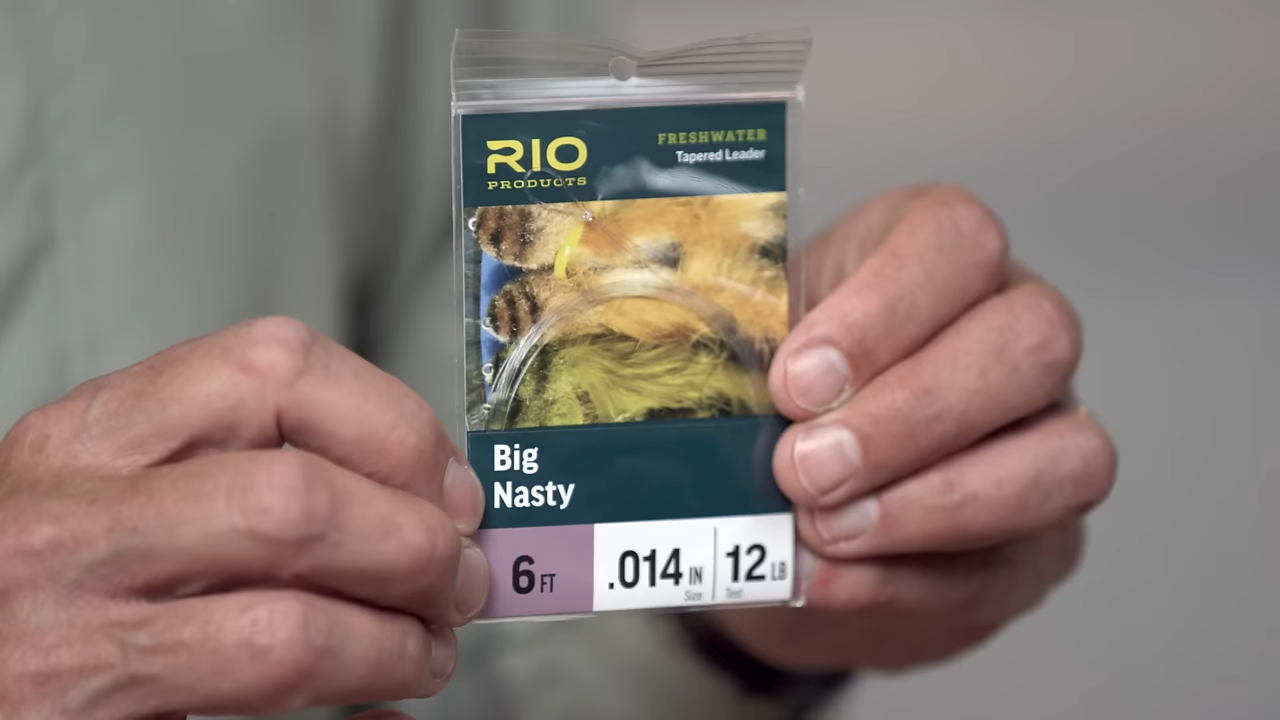 RIO
PRODUCTS
FRESHWATER
Tapered Leader
Big
Nasty
6 FT
.014 IN
Size
12 LB
Test